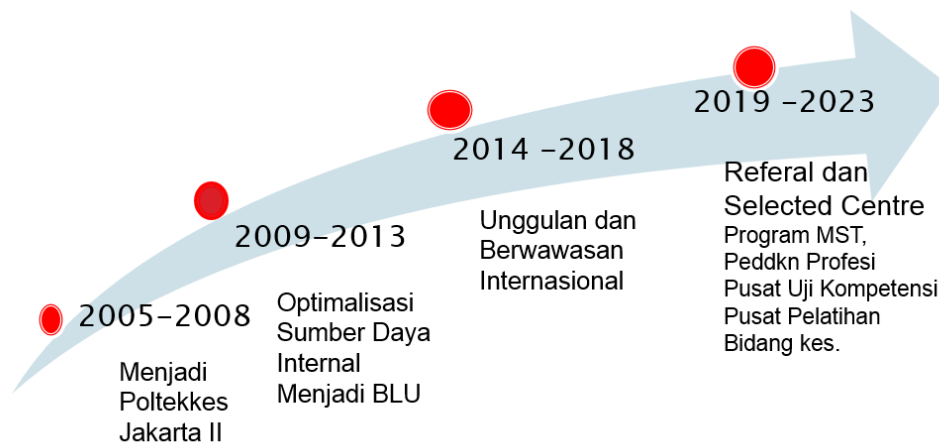 2005-2008
Menjadi
Poltekkes
Jakarta II
2009-2013
Optimalisasi
Sumber Daya
Internal
Menjadi BLU
2014 -2018
Unggulan dan
Berwawasan
Internasional
2019 -2023
Referal dan
Selected Centre
Program MST,
Peddkn Profesi
Pusat Uji Kompetensi
Pusat Pelatihan
Bidang kes.